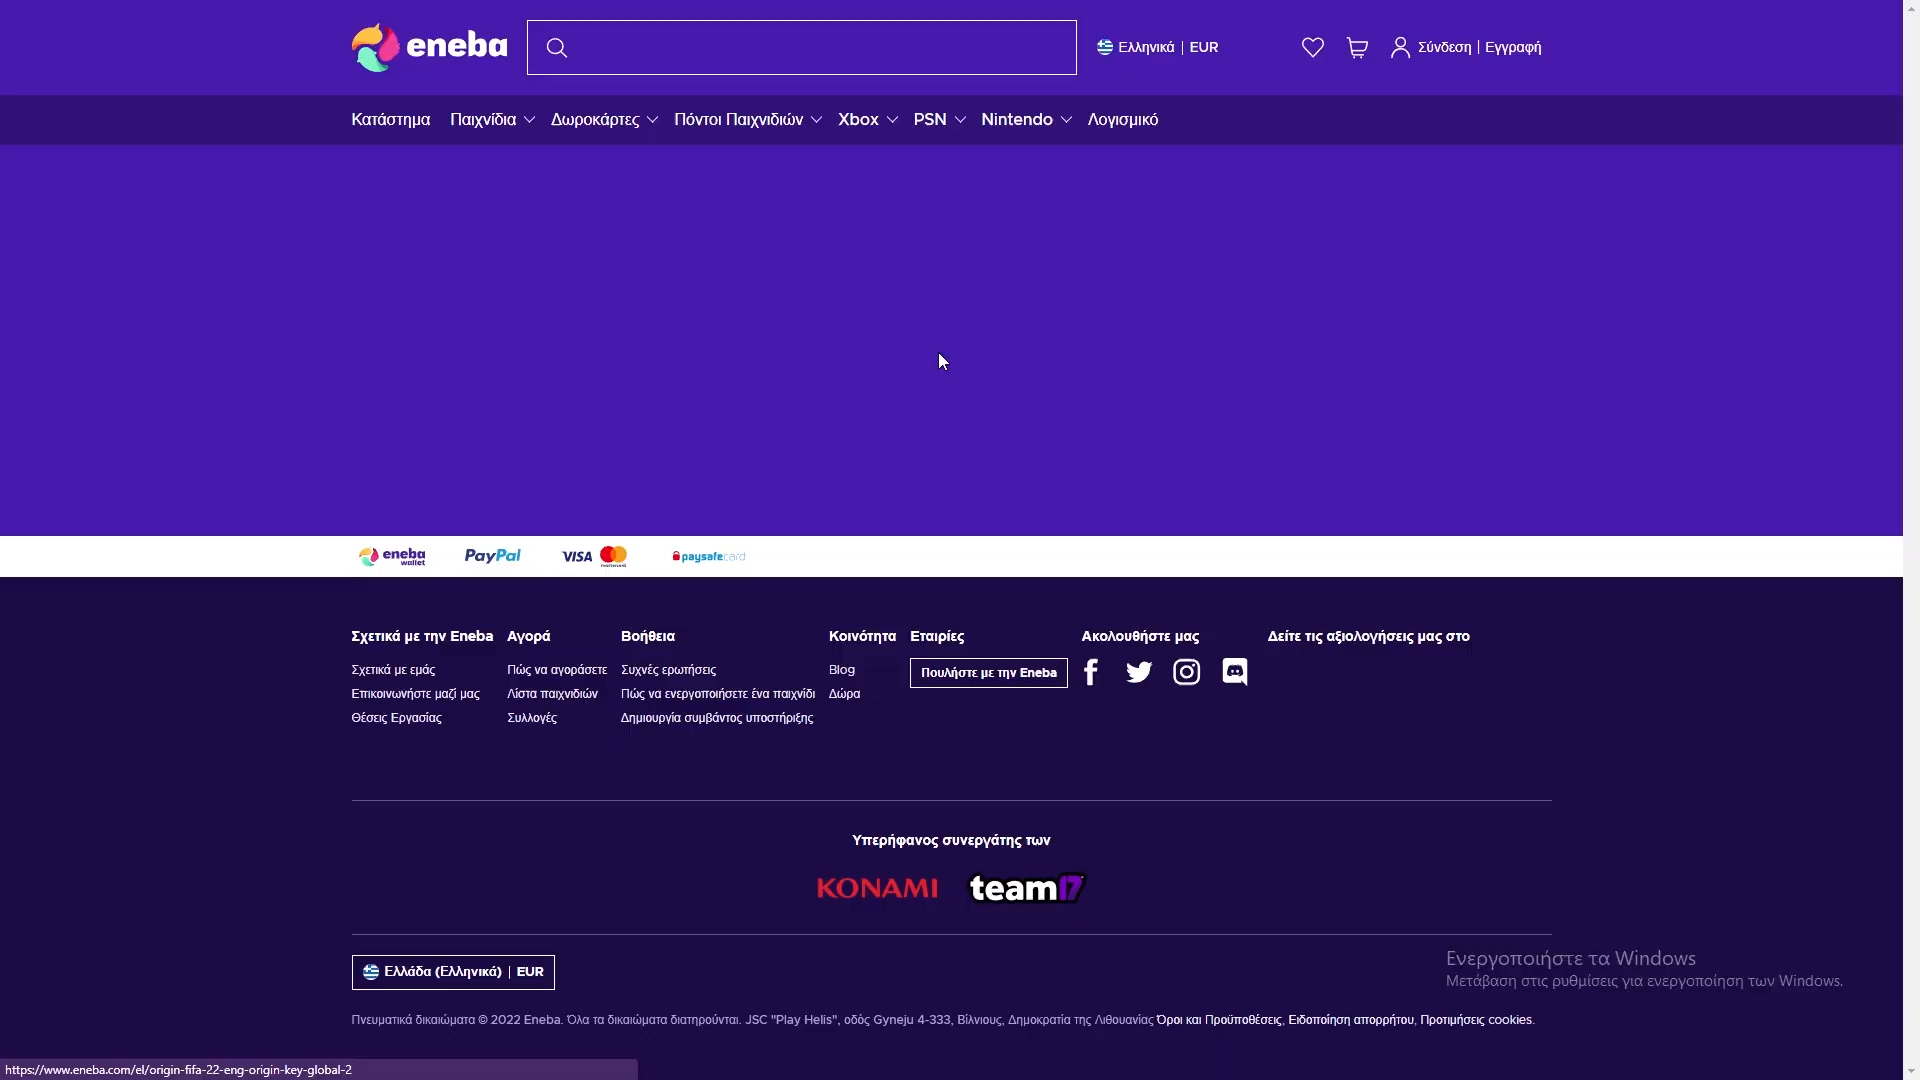 eneba
Ελληνικά | EUR
Σύνδεση | Εγγραφή
Κατάστημα Παιχνίδια Δωροκάρτες Πόντοι Παιχνιδιών Xbox PSN Nintendo Λογισμικό
eneba wallet PayPal VISA mastercard paysafecard
Σχετικά με την Eneba Αγορά Βοήθεια Κοινότητα Εταιρίες Ακολουθήστε μας Δείτε τις αξιολογήσεις μας στο
Σχετικά με εμάς Πώς να αγοράσετε Συχνές ερωτήσεις Blog Πουλήστε με την Eneba
Επικοινωνήστε μαζί μας Λίστα παιχνιδιών Πώς να ενεργοποιήσετε ένα παιχνίδι Δώρα
Θέσεις Εργασίας Συλλογές Δημιουργία συμβάντος υποστήριξης
Υπερήφανος συνεργάτης των
KONAMI team17
Ελλάδα (Ελληνικά) | EUR
Ενεργοποιήστε τα Windows
Μετάβαση στις ρυθμίσεις για ενεργοποίηση των Windows.
Πνευματικά δικαιώματα © 2022 Eneba. Όλα τα δικαιώματα διατηρούνται. JSC "Play Helis", οδός Gyneju 4-333, Βίλνιους, Δημοκρατία της Λιθουανίας Όροι και Προϋποθέσεις, Ειδοποίηση απορρήτου, Προτιμήσεις cookies.
https://www.eneba.com/el/origin-fifa-22-eng-origin-key-global-2